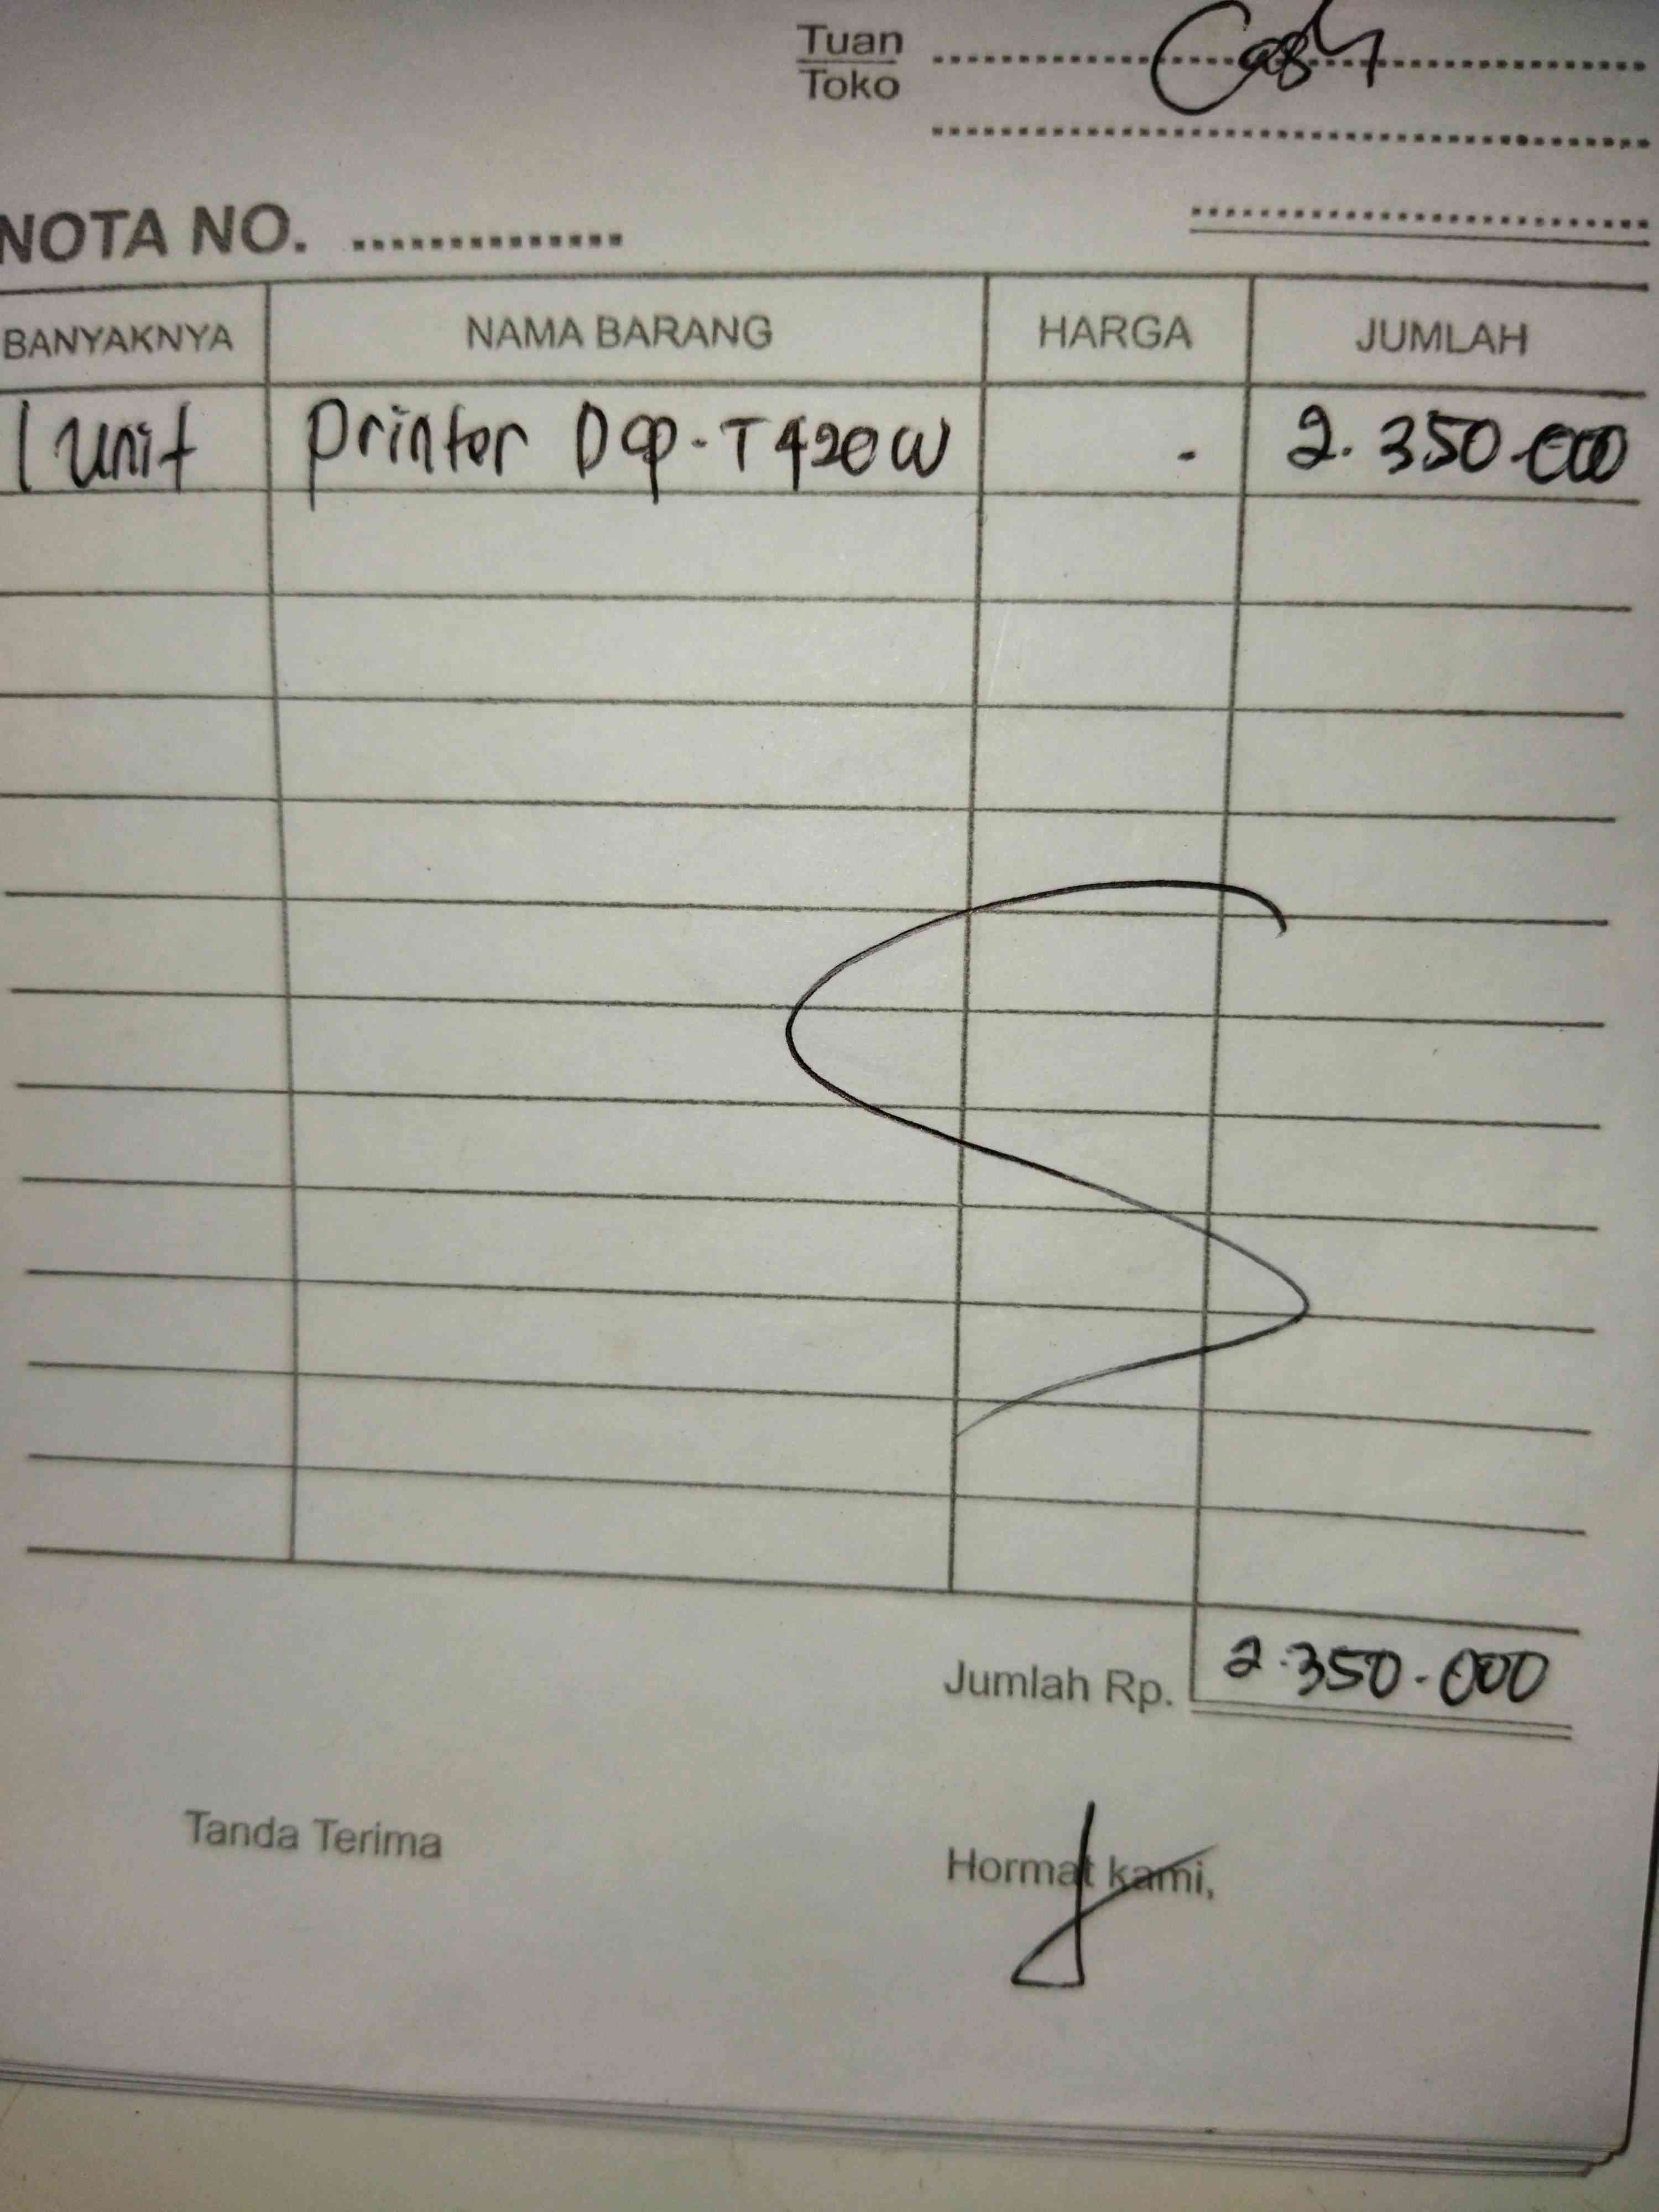 Tuan Cash
Toko
NOTA NO. ..............
BANYAKNYA NAMA BARANG HARGA JUMLAH
1 Unit Printer Dcp-T420W - 2.350.000
Jumlah Rp. 2.350.000
Tanda Terima Hormat kami,